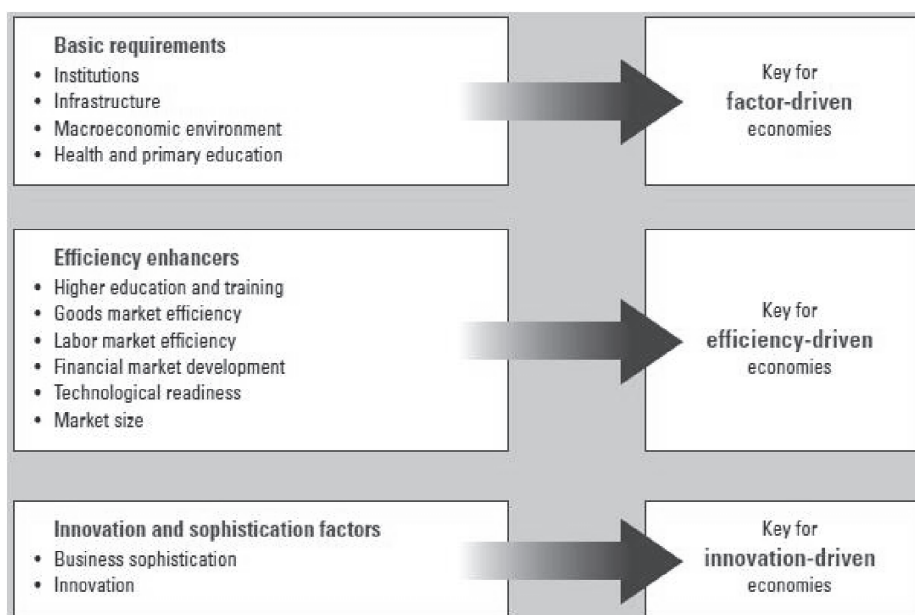 Basic requirements
• Institutions
• Infrastructure
• Macroeconomic environment
• Health and primary education
Key for
factor-driven
economies
Efficiency enhancers
• Higher education and training
• Goods market efficiency
• Labor market efficiency
• Financial market development
• Technological readiness
• Market size
Key for
efficiency-driven
economies
Innovation and sophistication factors
• Business sophistication
• Innovation
Key for
innovation-driven
economies